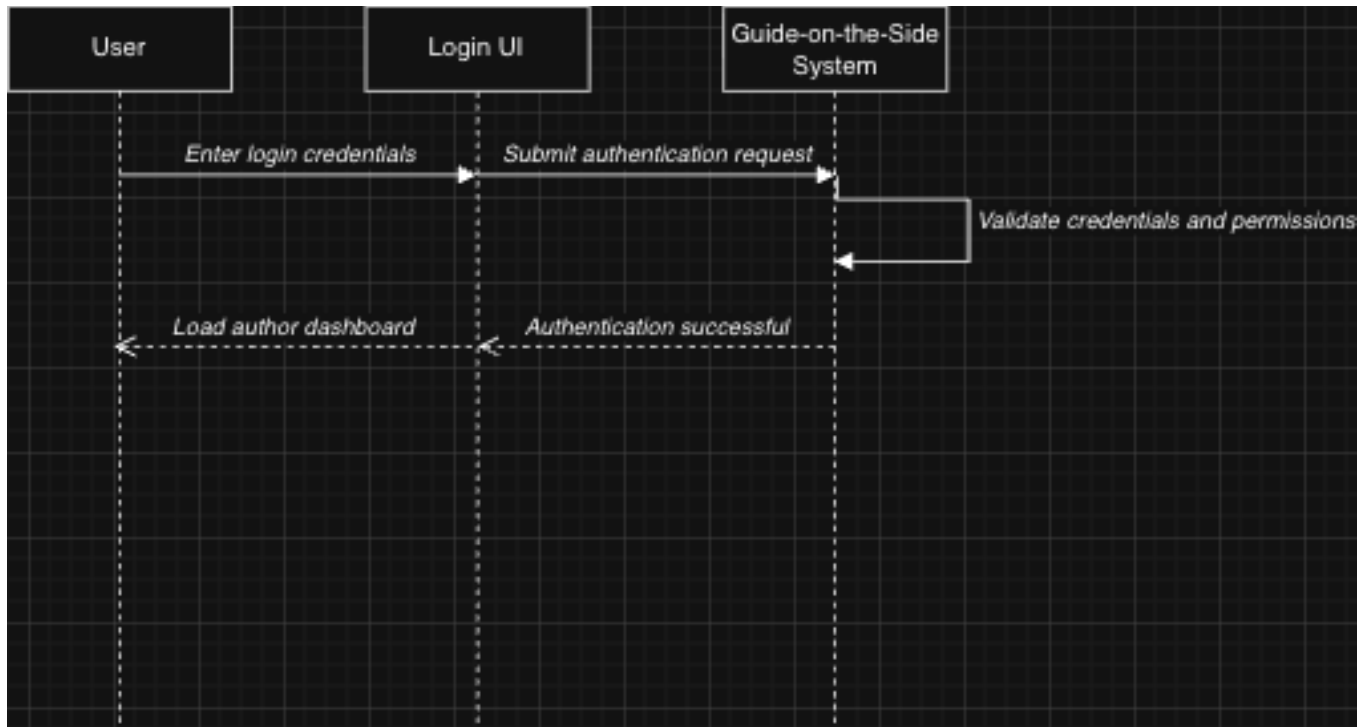 User
Login UI
Guide-on-the-Side
System
Enter login credentials
Submit authentication request
Validate credentials and permissions
Load author dashboard
Authentication successful